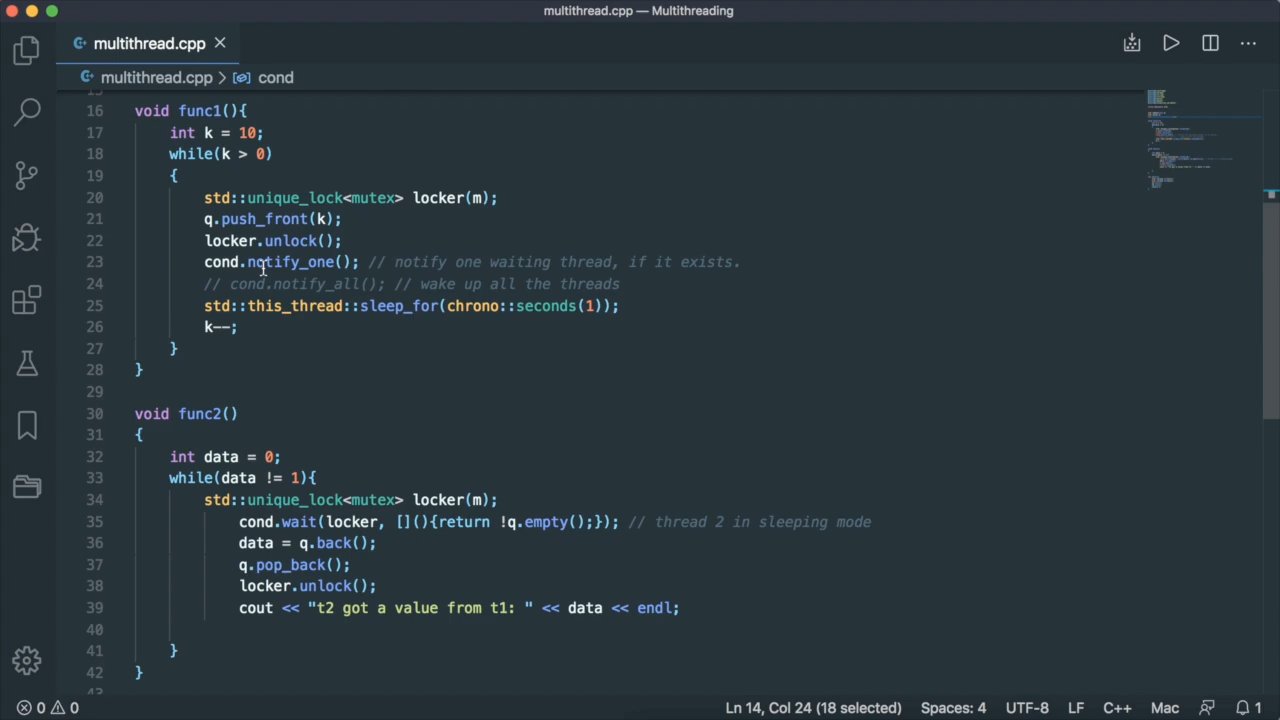 multithread.cpp — Multithreading
multithread.cpp
multithread.cpp > cond
15
16 void func1(){
17 int k = 10;
18 while(k > 0)
19 {
20 std::unique_lock<mutex> locker(m);
21 q.push_front(k);
22 locker.unlock();
23 cond.notify_one(); // notify one waiting thread, if it exists.
24 // cond.notify_all(); // wake up all the threads
25 std::this_thread::sleep_for(chrono::seconds(1));
26 k--;
27 }
28 }
29
30 void func2()
31 {
32 int data = 0;
33 while(data != 1){
34 std::unique_lock<mutex> locker(m);
35 cond.wait(locker, [](){return !q.empty();}); // thread 2 in sleeping mode
36 data = q.back();
37 q.pop_back();
38 locker.unlock();
39 cout << "t2 got a value from t1: " << data << endl;
40
41 }
42 }
43
0 0 Ln 14, Col 24 (18 selected) Spaces: 4 UTF-8 LF C++ Mac 1